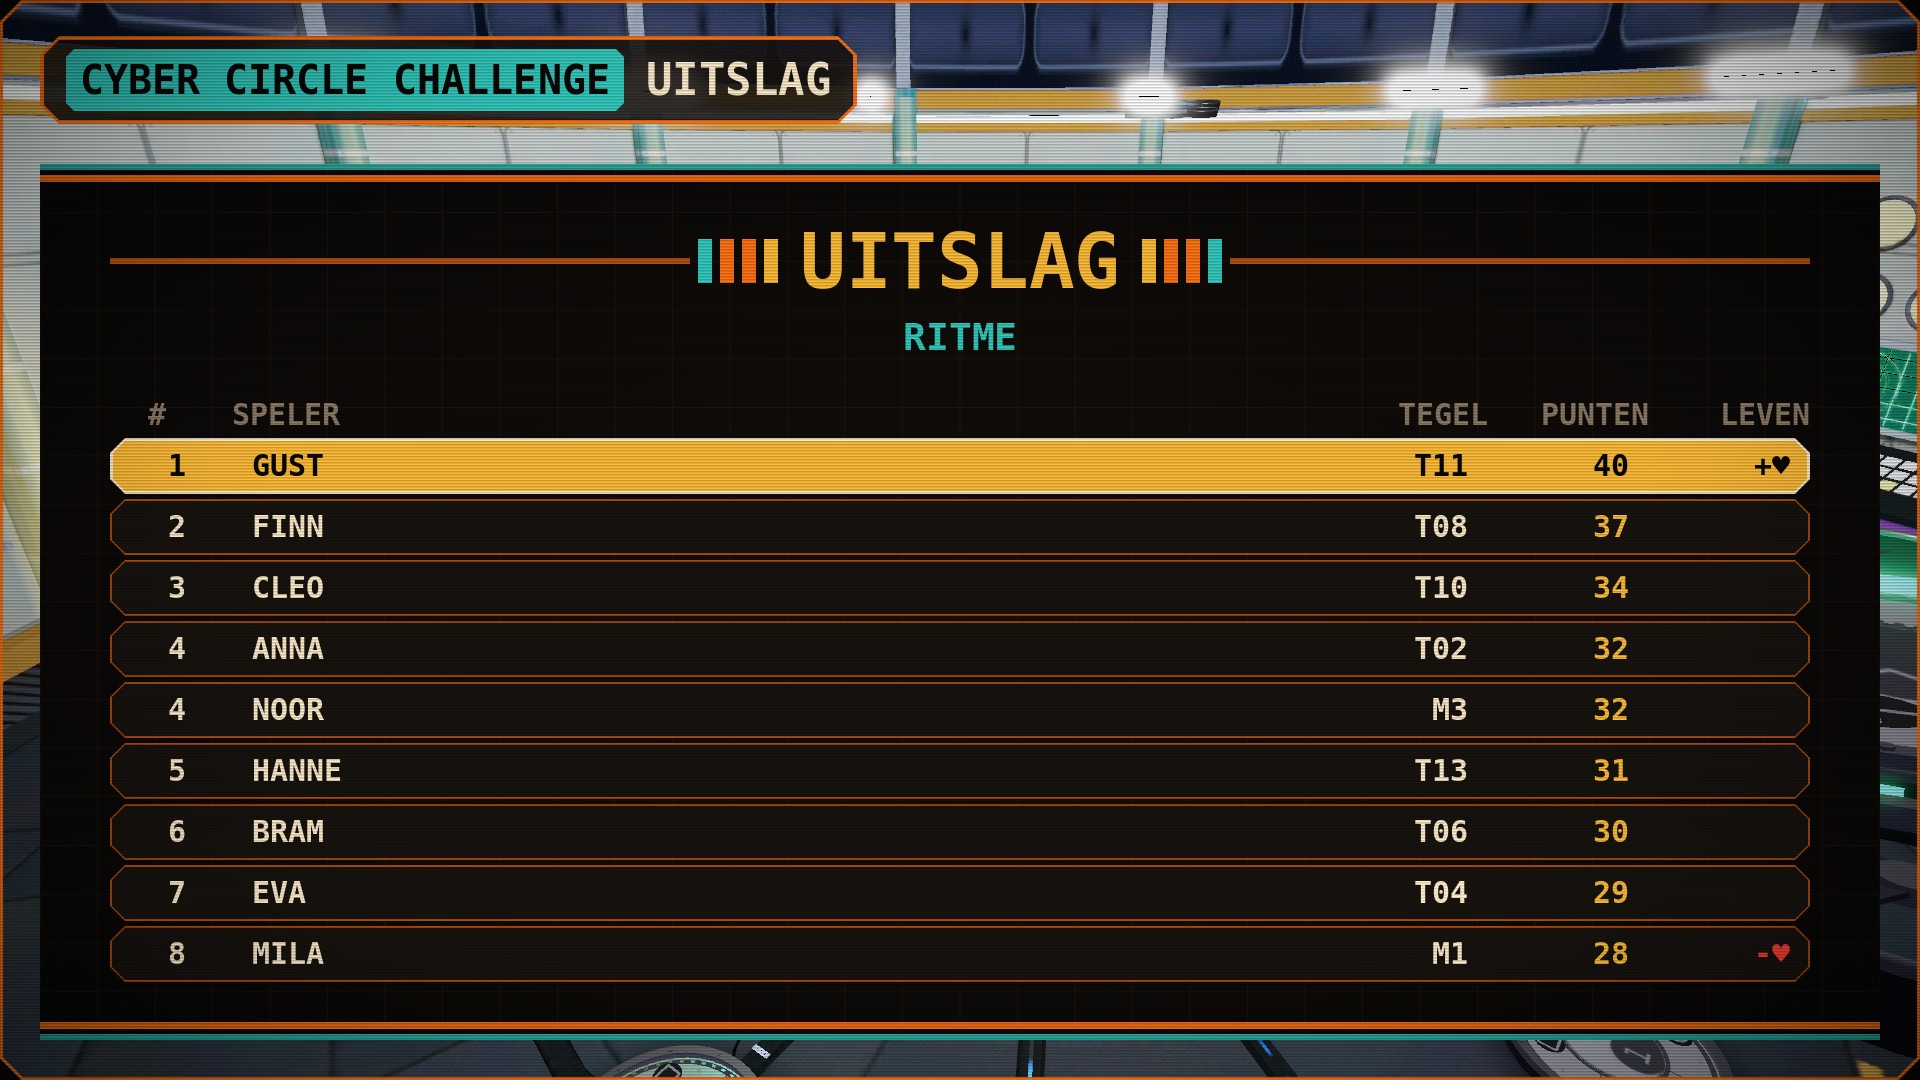 CYBER CIRCLE CHALLENGE UITSLAG
UITSLAG
RITME
# SPELER TEGEL PUNTEN LEVEN
1 GUST T11 40 +♥
2 FINN T08 37
3 CLEO T10 34
4 ANNA T02 32
4 NOOR M3 32
5 HANNE T13 31
6 BRAM T06 30
7 EVA T04 29
8 MILA M1 28 -♥